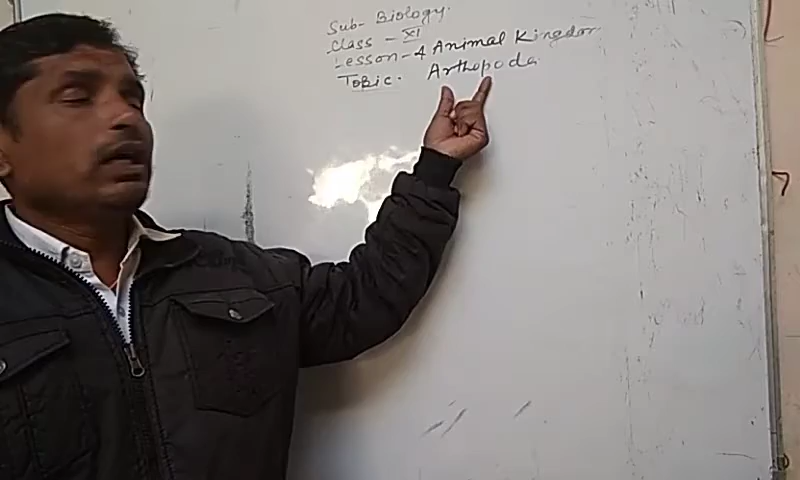 Sub- Biology.
Class - XI
Lesson - 4 Animal Kingdom
Topic. Arthopoda